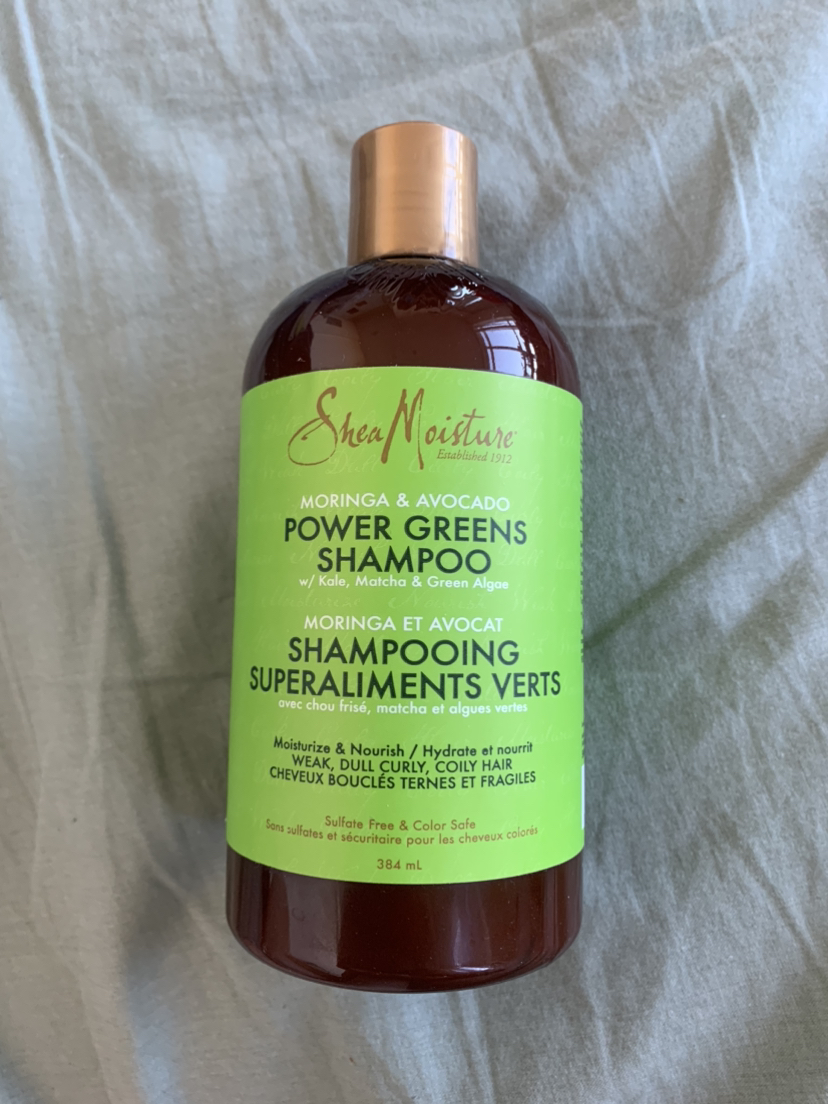 SheaMoisture
Established 1912
MORINGA & AVOCADO
POWER GREENS
SHAMPOO
w/ Kale, Matcha & Green Algae
MORINGA ET AVOCAT
SHAMPOOING
SUPERALIMENTS VERTS
avec chou frisé, matcha et algues vertes
Moisturize & Nourish / Hydrate et nourrit
WEAK, DULL CURLY, COILY HAIR
CHEVEUX BOUCLÉS TERNES ET FRAGILES
Sulfate Free & Color Safe
Sans sulfates et sécuritaire pour les cheveux colorés
384 mL